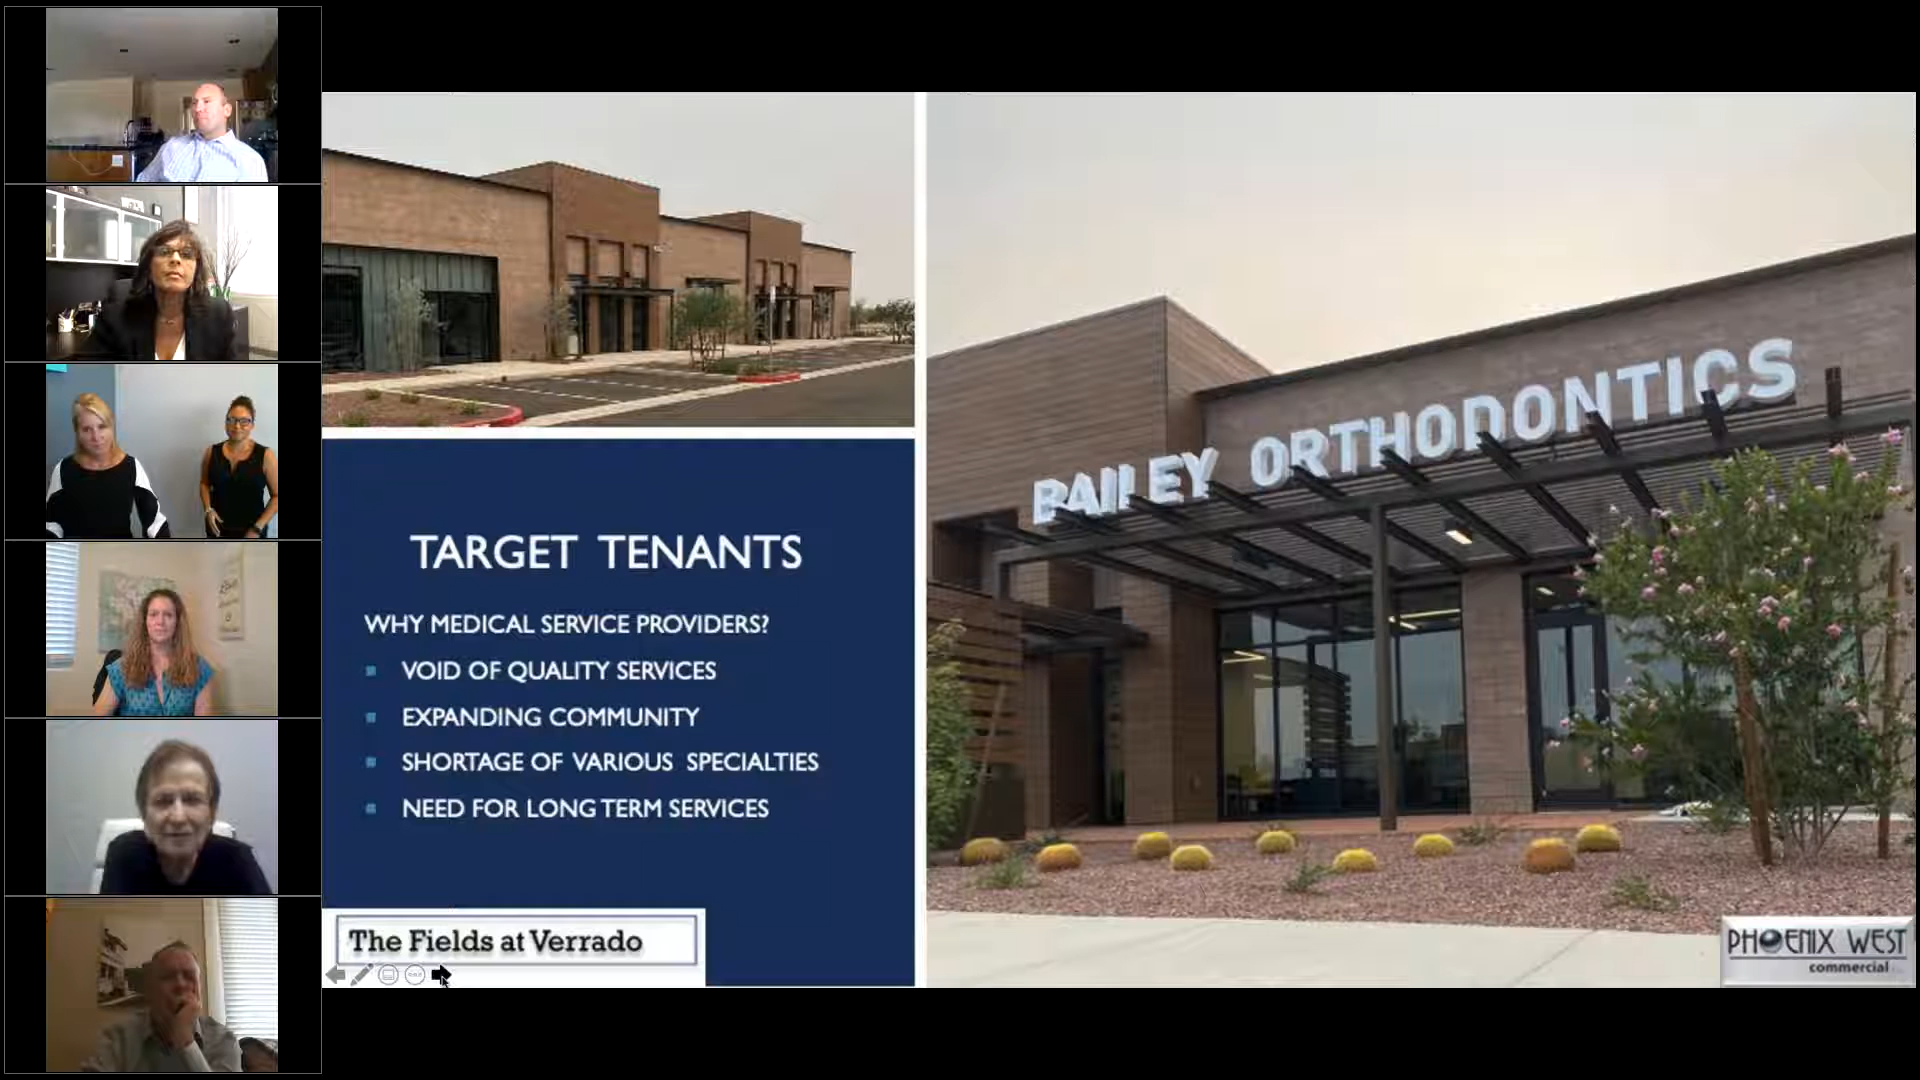 TARGET TENANTS
WHY MEDICAL SERVICE PROVIDERS?
VOID OF QUALITY SERVICES
EXPANDING COMMUNITY
SHORTAGE OF VARIOUS SPECIALTIES
NEED FOR LONG TERM SERVICES
The Fields at Verrado
BAILEY ORTHODONTICS
PHOENIX WEST
commercial